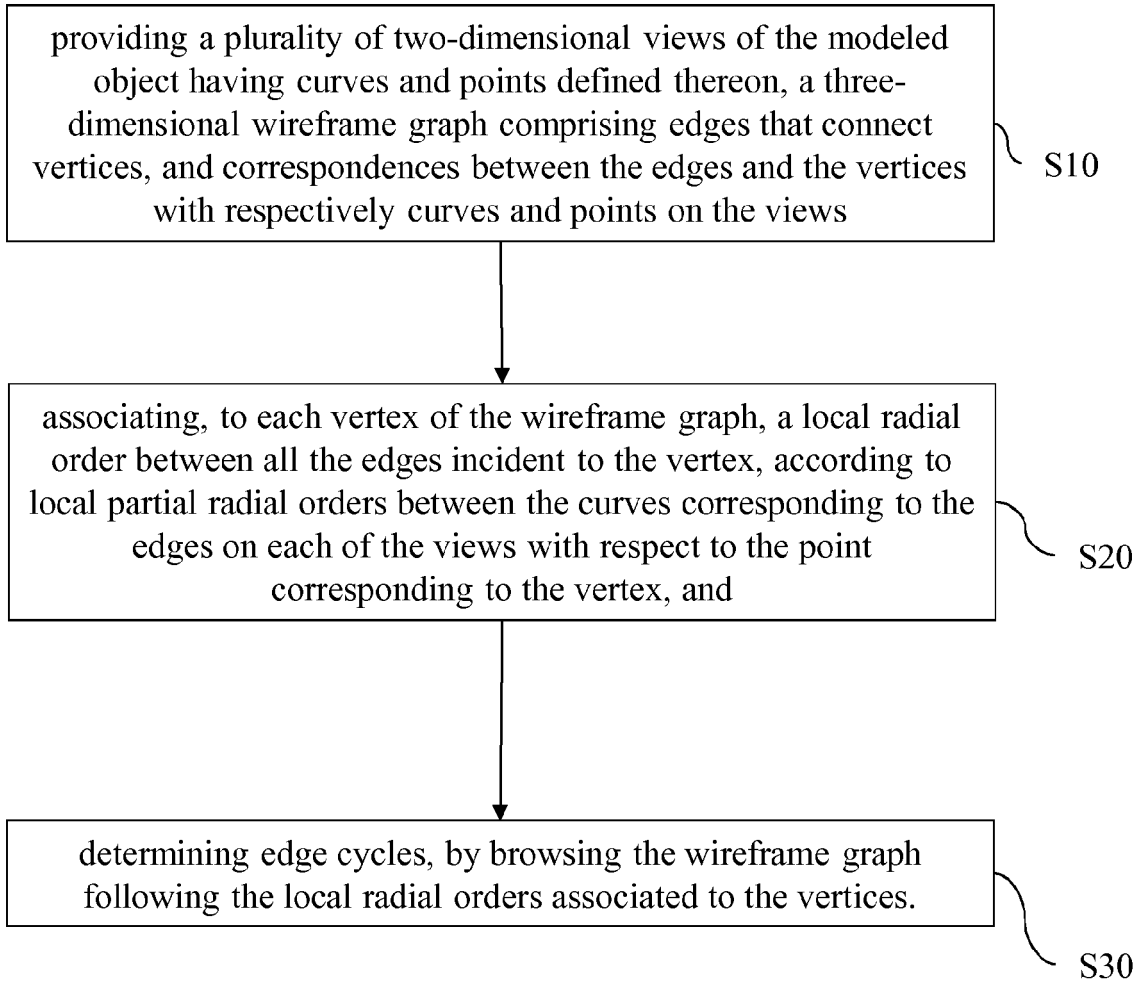 providing a plurality of two-dimensional views of the modeled
object having curves and points defined thereon, a three-
dimensional wireframe graph comprising edges that connect
vertices, and correspondences between the edges and the vertices
with respectively curves and points on the views
S10
associating, to each vertex of the wireframe graph, a local radial
order between all the edges incident to the vertex, according to
local partial radial orders between the curves corresponding to the
edges on each of the views with respect to the point
corresponding to the vertex, and
S20
determining edge cycles, by browsing the wireframe graph
following the local radial orders associated to the vertices.
S30